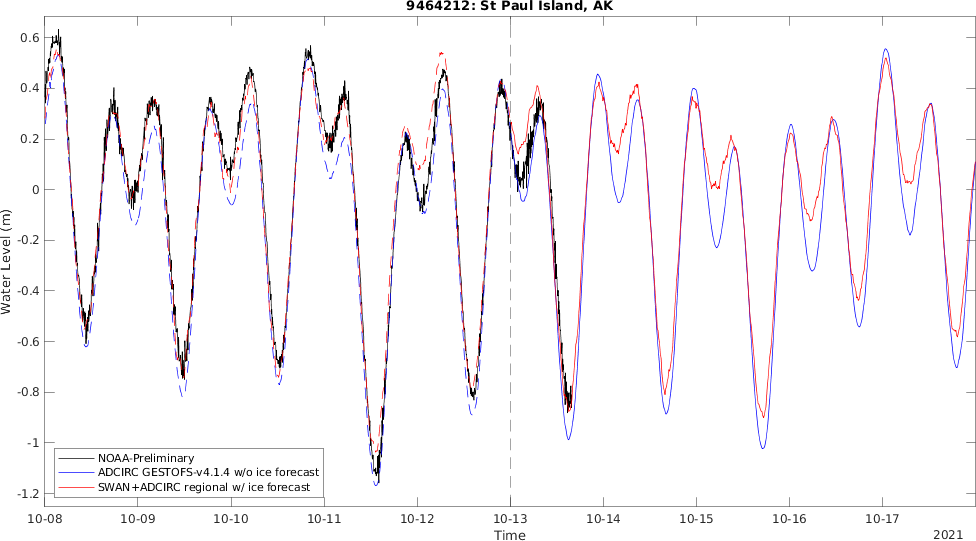 9464212: St Paul Island, AK
Water Level (m)
0.6
0.4
0.2
0
-0.2
-0.4
-0.6
-0.8
-1
-1.2
NOAA-Preliminary
ADCIRC GESTOFS-v4.1.4 w/o ice forecast
SWAN+ADCIRC regional w/ ice forecast
10-08 10-09 10-10 10-11 10-12 10-13 10-14 10-15 10-16 10-17
Time
2021